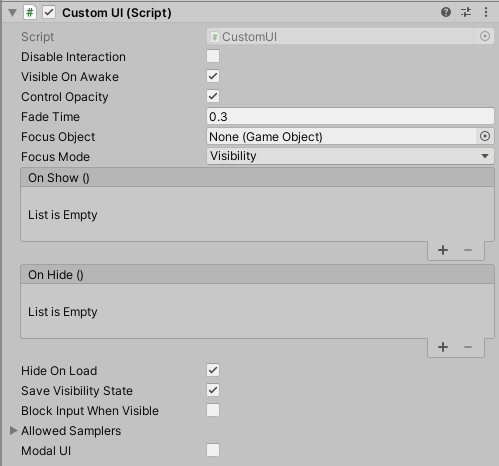 Custom UI (Script)
Script CustomUI
Disable Interaction
Visible On Awake
Control Opacity
Fade Time 0.3
Focus Object None (Game Object)
Focus Mode Visibility
On Show ()
List is Empty
On Hide ()
List is Empty
Hide On Load
Save Visibility State
Block Input When Visible
Allowed Samplers
Modal UI